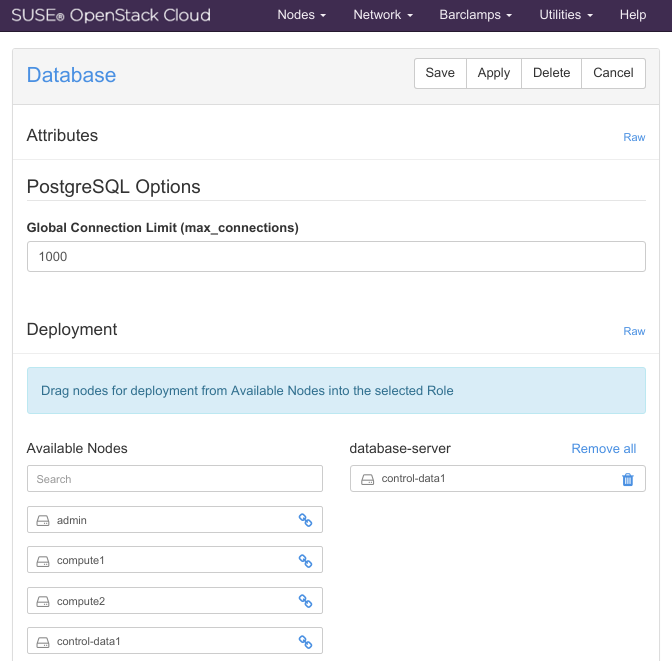 SUSE® OpenStack Cloud Nodes Network Barclamps Utilities Help
Database Save Apply Delete Cancel
Attributes Raw
PostgreSQL Options
Global Connection Limit (max_connections)
1000
Deployment Raw
Drag nodes for deployment from Available Nodes into the selected Role
Available Nodes
Search
admin
compute1
compute2
control-data1
database-server Remove all
control-data1